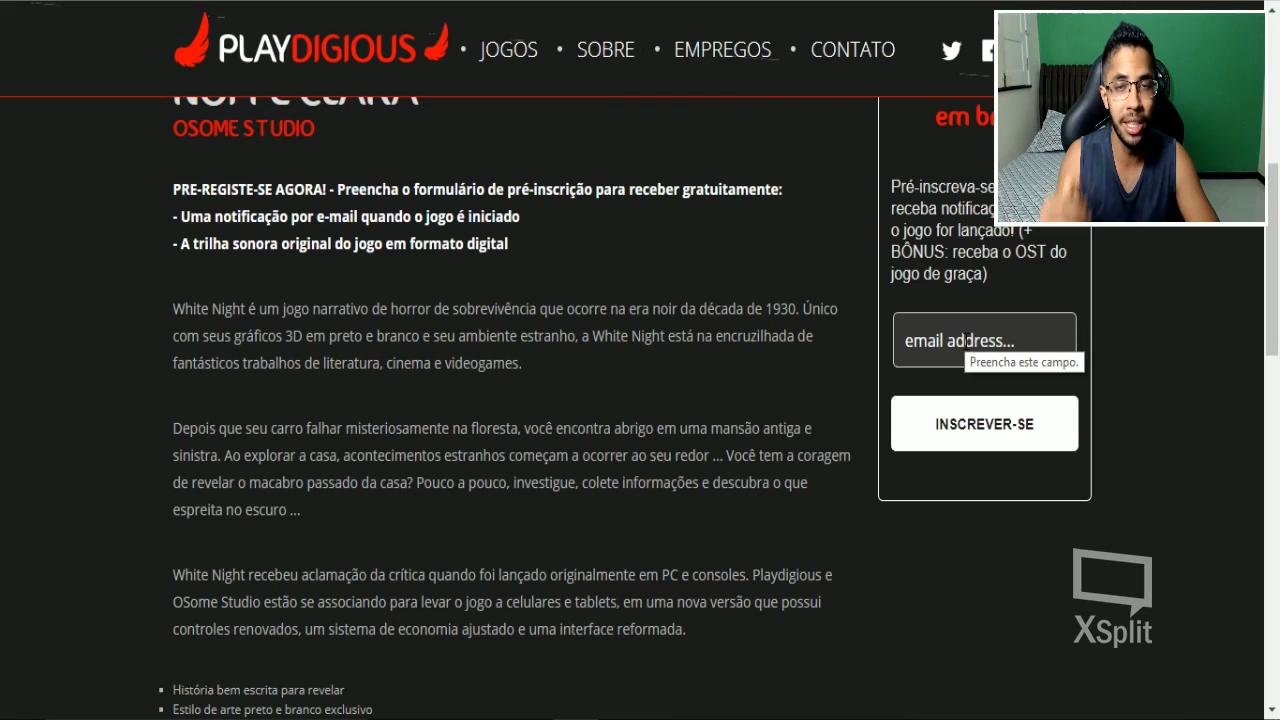 PLAYDIGIOUS
• JOGOS • SOBRE • EMPREGOS • CONTATO
OSOME STUDIO
PRE-REGISTE-SE AGORA! - Preencha o formulário de pré-inscrição para receber gratuitamente:
- Uma notificação por e-mail quando o jogo é iniciado
- A trilha sonora original do jogo em formato digital
White Night é um jogo narrativo de horror de sobrevivência que ocorre na era noir da década de 1930. Único
com seus gráficos 3D em preto e branco e seu ambiente estranho, a White Night está na encruzilhada de
fantásticos trabalhos de literatura, cinema e videogames.
Depois que seu carro falhar misteriosamente na floresta, você encontra abrigo em uma mansão antiga e
sinistra. Ao explorar a casa, acontecimentos estranhos começam a ocorrer ao seu redor ... Você tem a coragem
de revelar o macabro passado da casa? Pouco a pouco, investigue, colete informações e descubra o que
espreita no escuro ...
White Night recebeu aclamação da crítica quando foi lançado originalmente em PC e consoles. Playdigious e
OSome Studio estão se associando para levar o jogo a celulares e tablets, em uma nova versão que possui
controles renovados, um sistema de economia ajustado e uma interface reformada.
▪ História bem escrita para revelar
▪ Estilo de arte preto e branco exclusivo
em
Pré-inscreva-se
receba
o jogo for lançado! (+
BÔNUS: receba o OST do
jogo de graça)
email address...
Preencha este campo.
INSCREVER-SE
XSplit